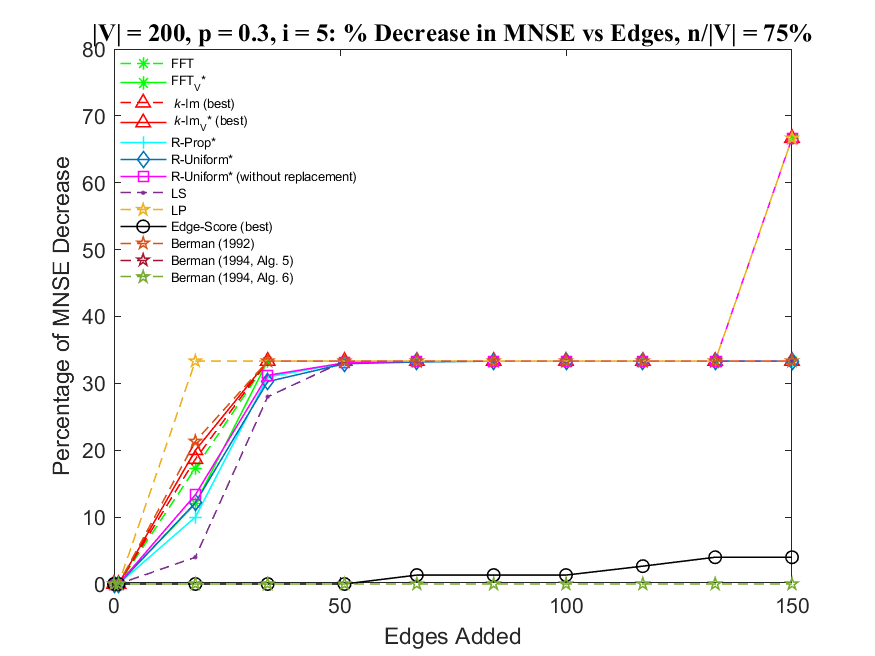 |V| = 200, p = 0.3, i = 5: % Decrease in MNSE vs Edges, n/|V| = 75%
80
70
60
50
40
30
20
10
0
Percentage of MNSE Decrease
FFT
FFTV*
k-lm (best)
k-lmV* (best)
R-Prop*
R-Uniform*
R-Uniform* (without replacement)
LS
LP
Edge-Score (best)
Berman (1992)
Berman (1994, Alg. 5)
Berman (1994, Alg. 6)
0
50
100
150
Edges Added